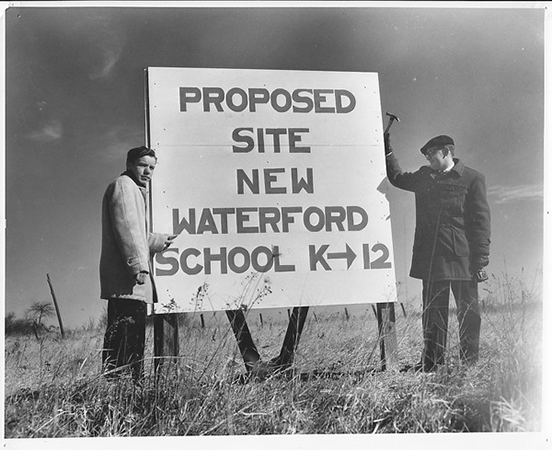 PROPOSED
SITE
NEW
WATERFORD
SCHOOL K→12